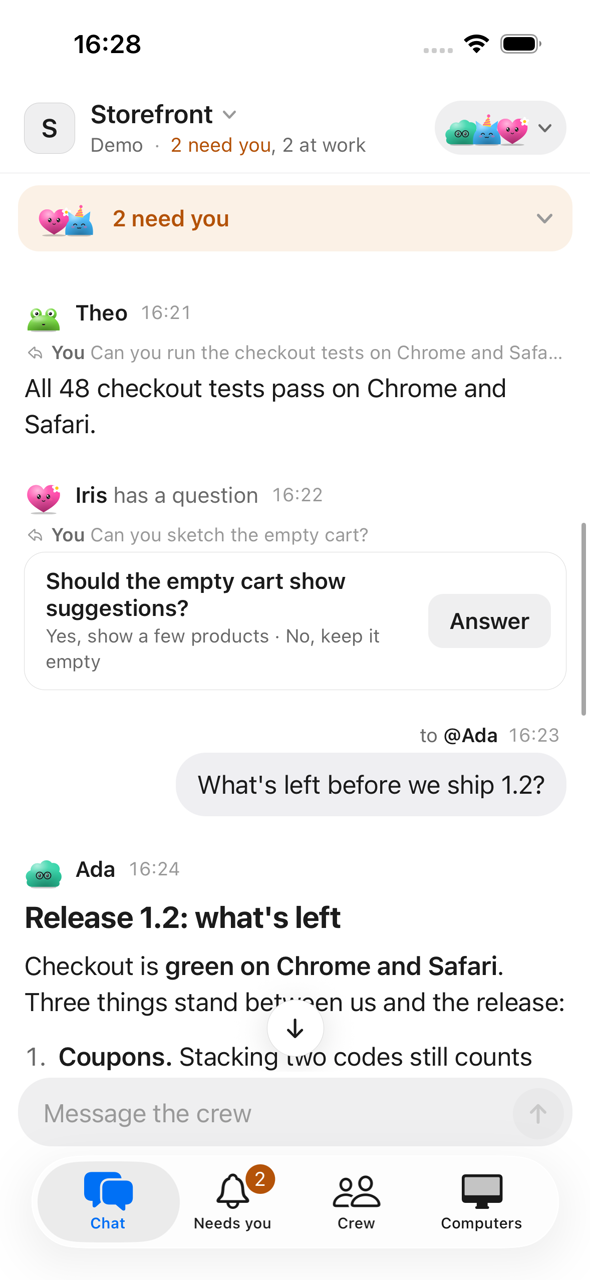 16:28
S
Storefront
Demo · 2 need you, 2 at work
2 need you
Theo 16:21
You Can you run the checkout tests on Chrome and Safa...
All 48 checkout tests pass on Chrome and
Safari.
Iris has a question 16:22
You Can you sketch the empty cart?
Should the empty cart show
suggestions?
Yes, show a few products · No, keep it
empty
Answer
to @Ada 16:23
What's left before we ship 1.2?
Ada 16:24
Release 1.2: what's left
Checkout is green on Chrome and Safari.
Three things stand between us and the release:
1. Coupons. Stacking two codes still counts
Message the crew
2
Chat
Needs you
Crew
Computers